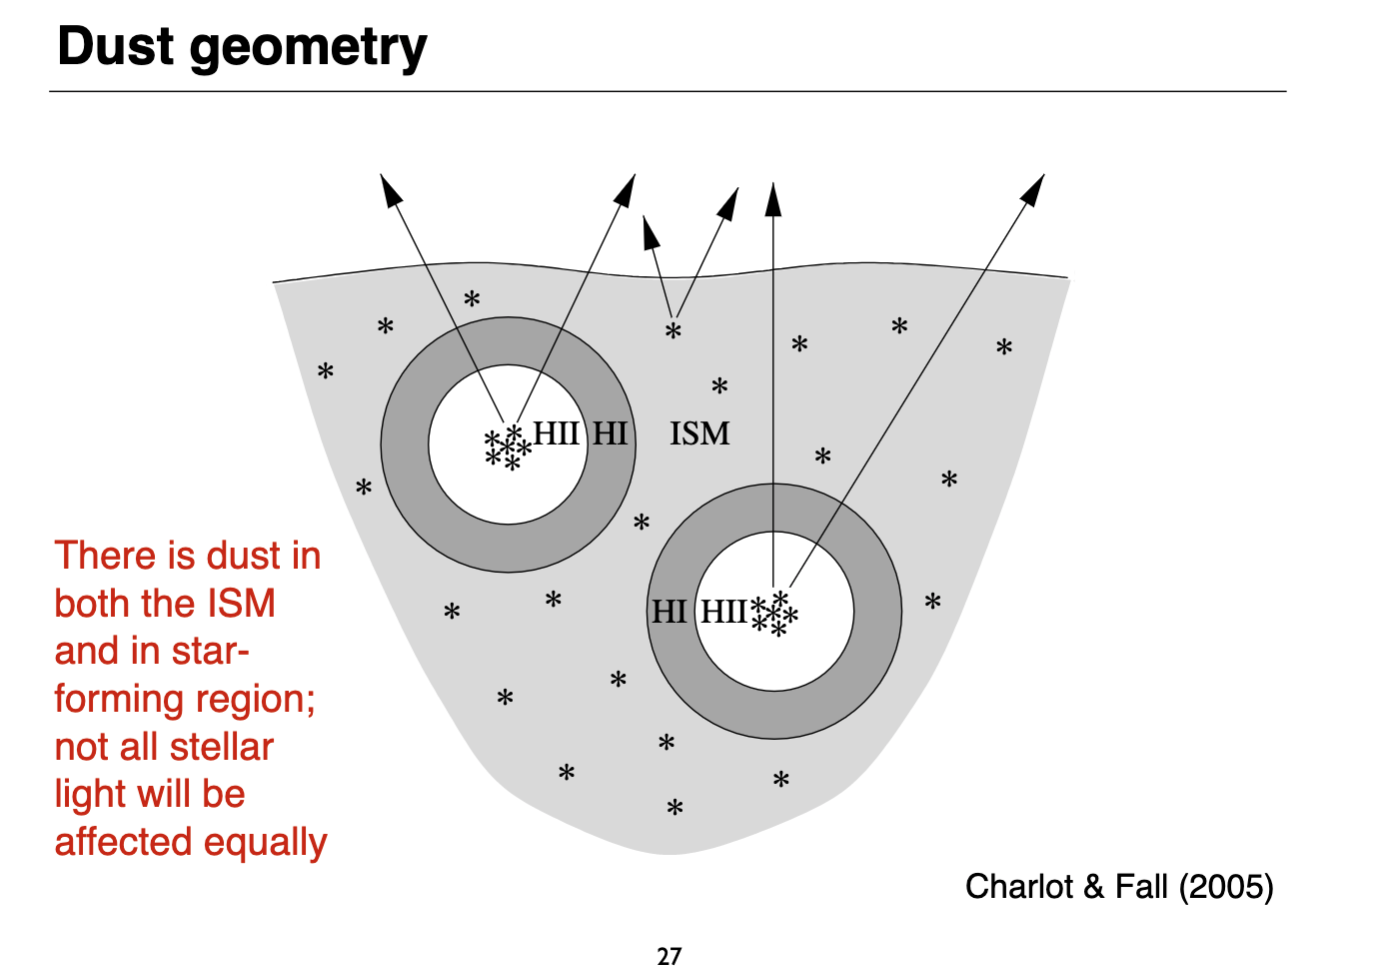 Dust geometry
HII HI ISM
HI HII
There is dust in
both the ISM
and in star-
forming region;
not all stellar
light will be
affected equally
Charlot & Fall (2005)
27